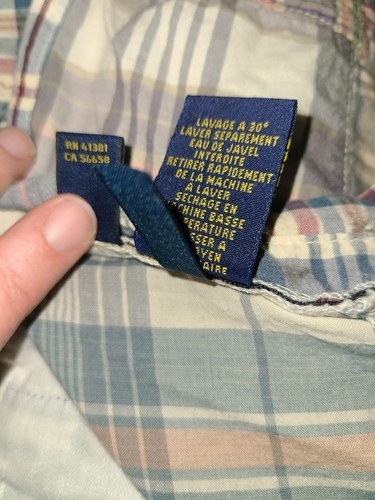 RN 41381
CA 56658
LAVAGE A 30°
LAVER SEPAREMENT
EAU DE JAVEL
INTERDITE
RETIRER RAPIDEMENT
DE LA MACHINE
A LAVER
SECHAGE EN
MACHINE BASSE